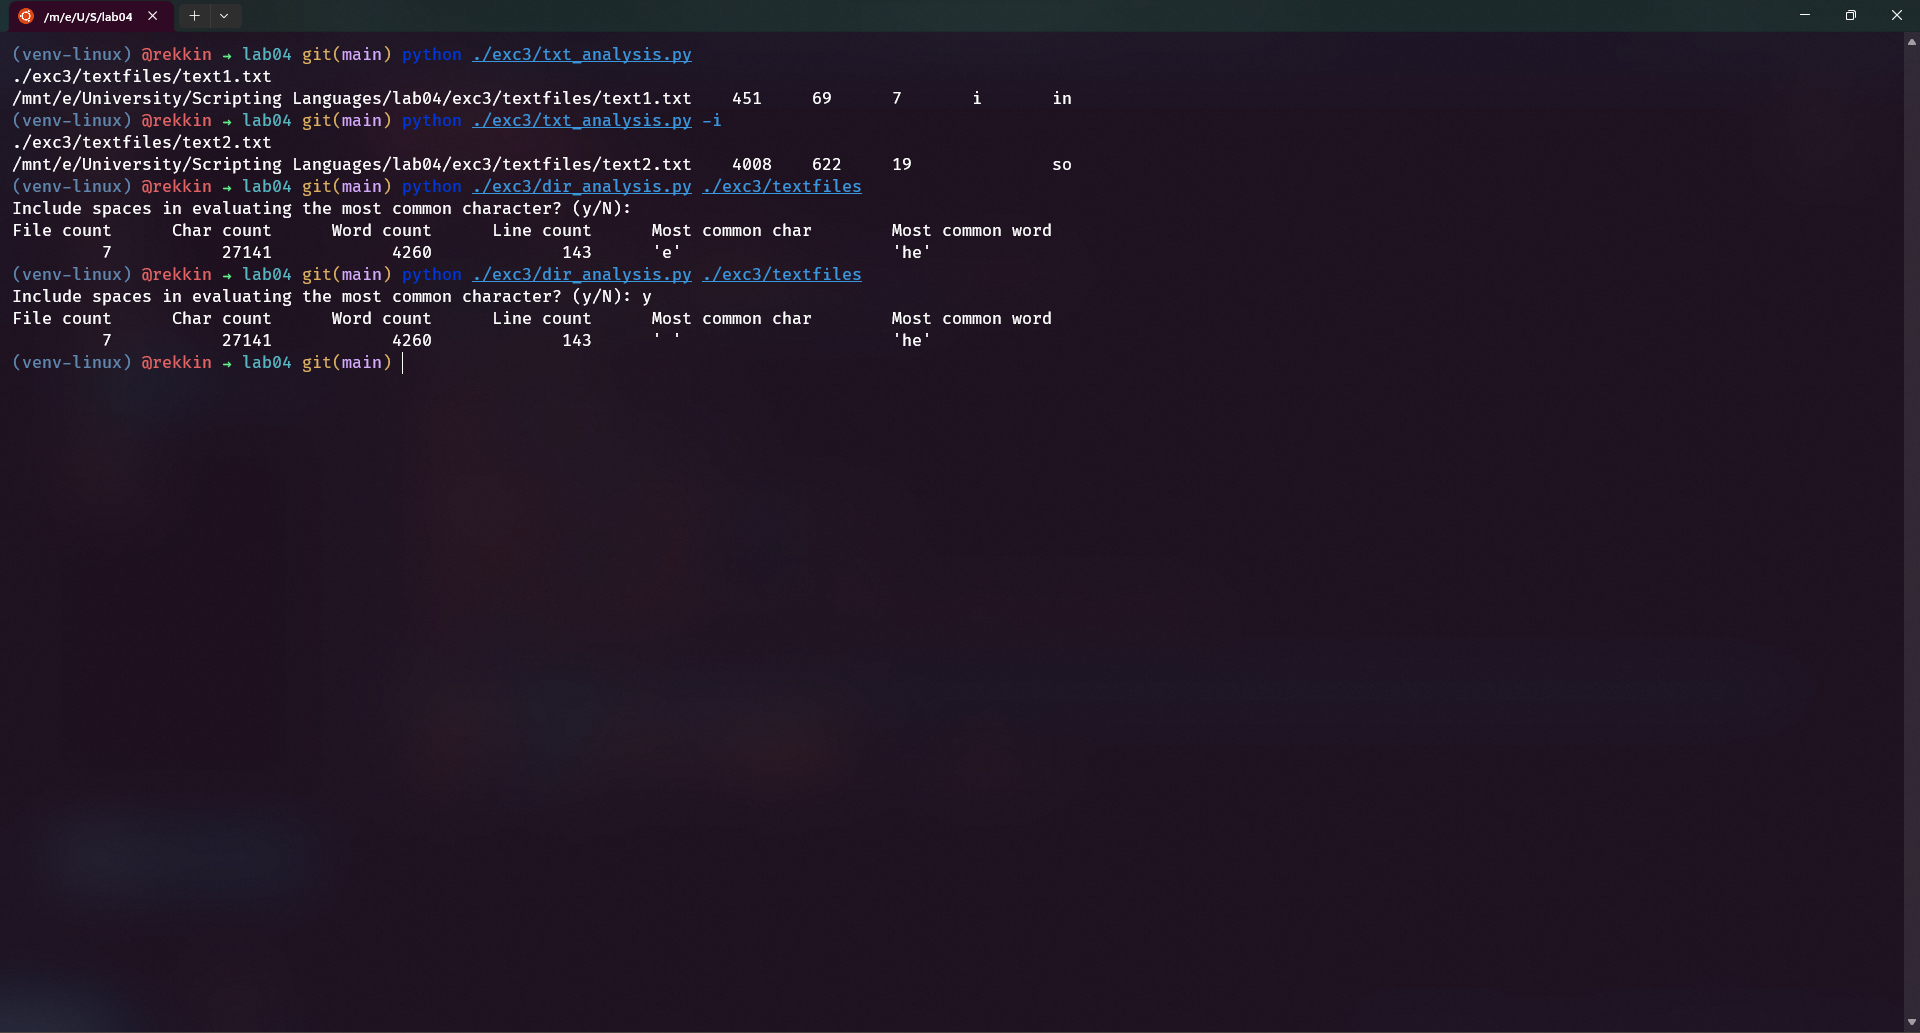 /m/e/U/S/lab04
(venv-linux) @rekkin → lab04 git(main) python ./exc3/txt_analysis.py
./exc3/textfiles/text1.txt
/mnt/e/University/Scripting Languages/lab04/exc3/textfiles/text1.txt    451     69      7       i       in
(venv-linux) @rekkin → lab04 git(main) python ./exc3/txt_analysis.py -i
./exc3/textfiles/text2.txt
/mnt/e/University/Scripting Languages/lab04/exc3/textfiles/text2.txt    4008    622     19              so
(venv-linux) @rekkin → lab04 git(main) python ./exc3/dir_analysis.py ./exc3/textfiles
Include spaces in evaluating the most common character? (y/N):
File count      Char count      Word count      Line count      Most common char        Most common word
         7           27141            4260             143      'e'                     'he'
(venv-linux) @rekkin → lab04 git(main) python ./exc3/dir_analysis.py ./exc3/textfiles
Include spaces in evaluating the most common character? (y/N): y
File count      Char count      Word count      Line count      Most common char        Most common word
         7           27141            4260             143      ' '                     'he'
(venv-linux) @rekkin → lab04 git(main)